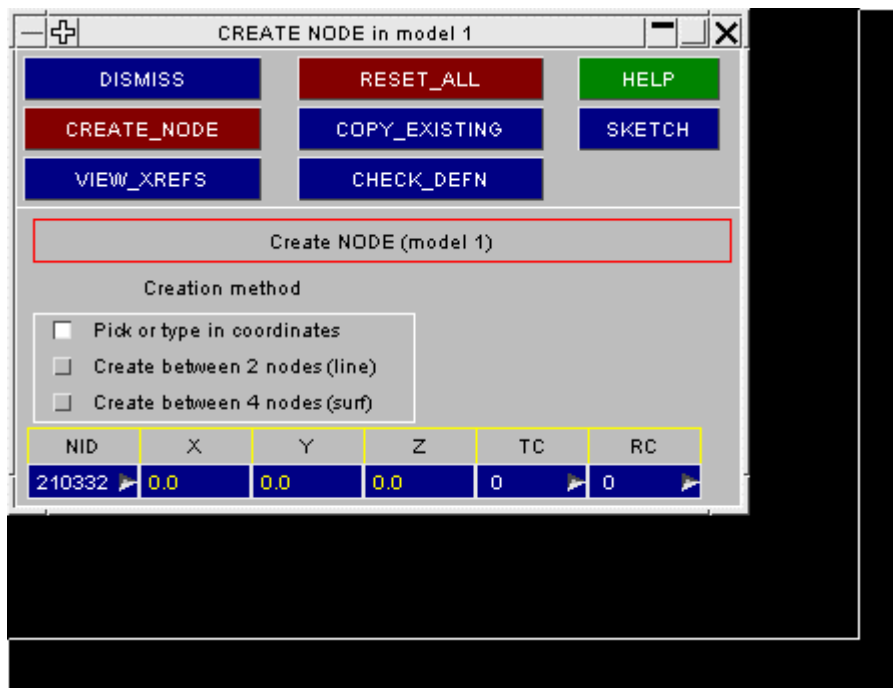 CREATE NODE in model 1
DISMISS RESET_ALL HELP
CREATE_NODE COPY_EXISTING SKETCH
VIEW_XREFS CHECK_DEFN
Create NODE (model 1)
Creation method
Pick or type in coordinates
Create between 2 nodes (line)
Create between 4 nodes (surf)
NID X Y Z TC RC
210332 0.0 0.0 0.0 0 0